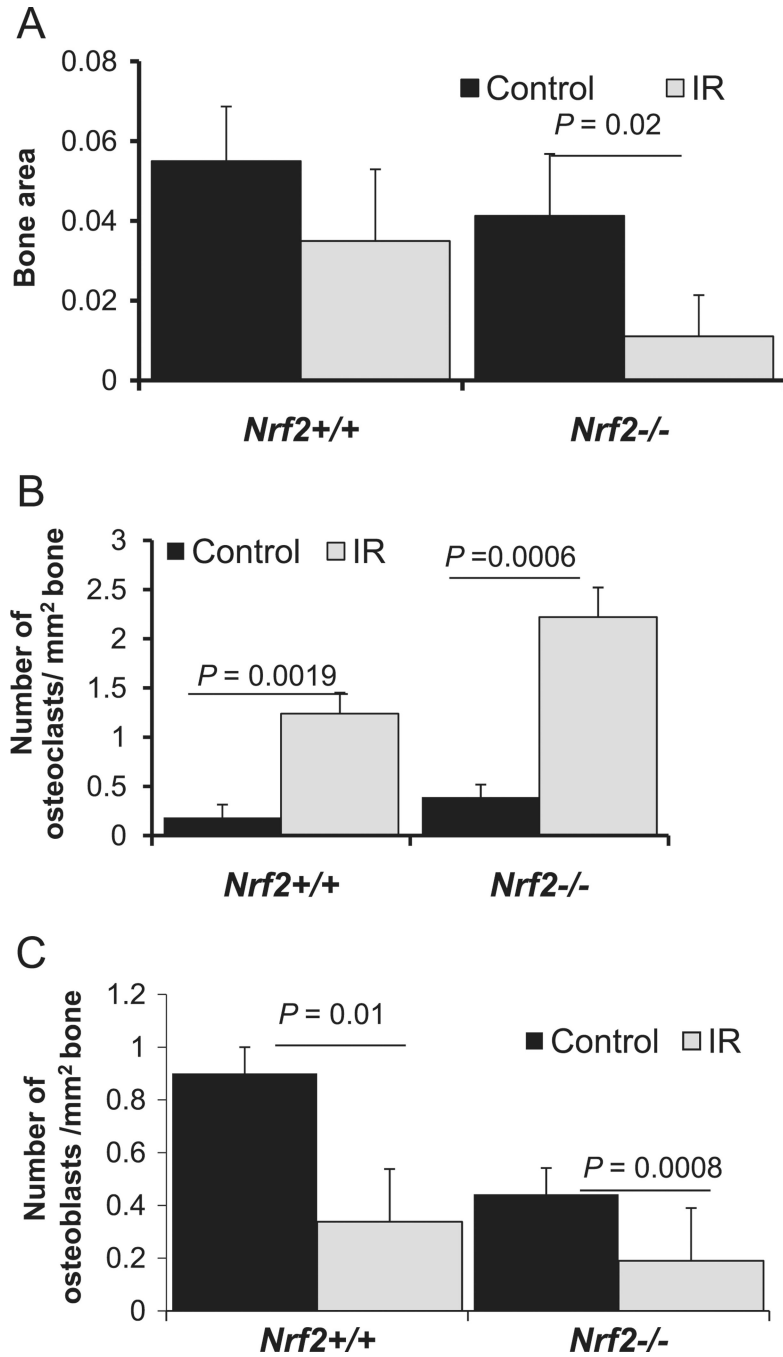 A
0.08
Control IR
P = 0.02
0.06
0.04
0.02
0
Bone area
Nrf2+/+ Nrf2-/-
B
3
Control IR
P =0.0006
2.5
2
P = 0.0019
1.5
1
0.5
0
Number of
osteoclasts/ mm² bone
Nrf2+/+ Nrf2-/-
C
1.2
P = 0.01
Control IR
1
0.8
0.6
P = 0.0008
0.4
0.2
0
Number of
osteoblasts /mm² bone
Nrf2+/+ Nrf2-/-